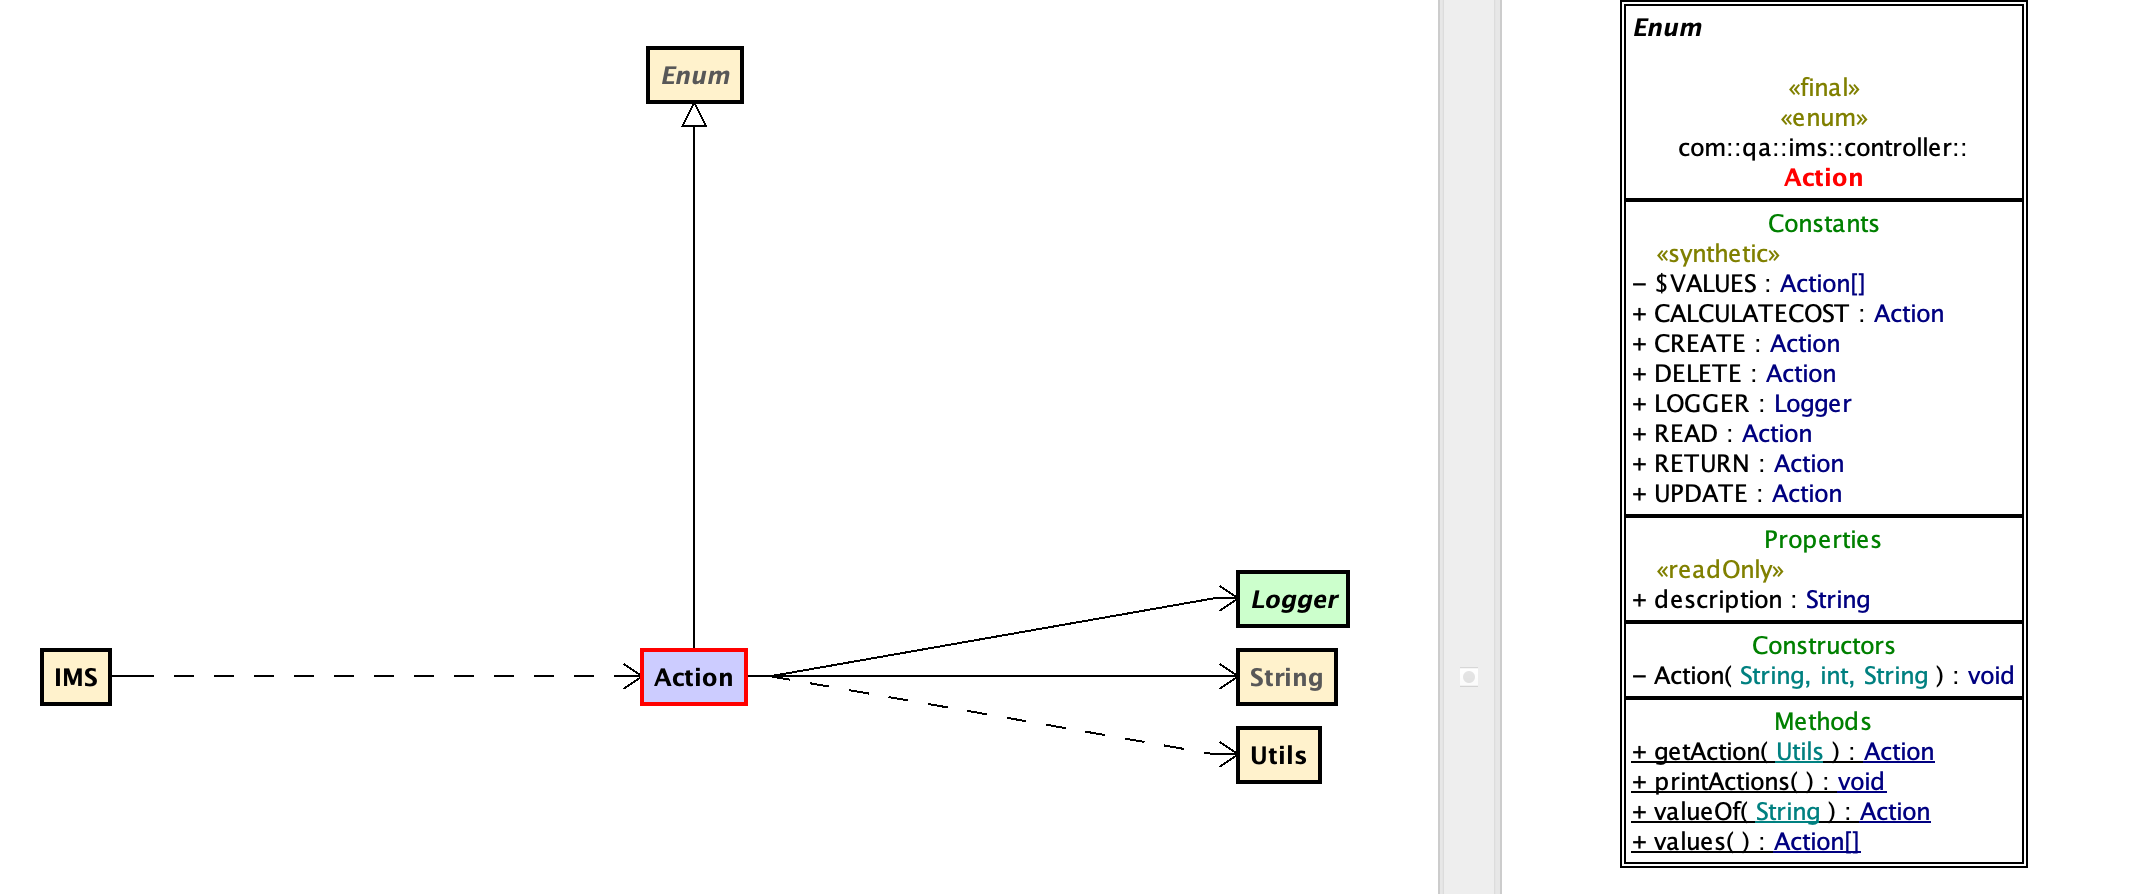 Enum
IMS
Action
Logger
String
Utils
Enum
«final»
«enum»
com::qa::ims::controller::
Action
Constants
«synthetic»
– $VALUES : Action[]
+ CALCULATECOST : Action
+ CREATE : Action
+ DELETE : Action
+ LOGGER : Logger
+ READ : Action
+ RETURN : Action
+ UPDATE : Action
Properties
«readOnly»
+ description : String
Constructors
– Action( String, int, String ) : void
Methods
+ getAction( Utils ) : Action
+ printActions( ) : void
+ valueOf( String ) : Action
+ values( ) : Action[]